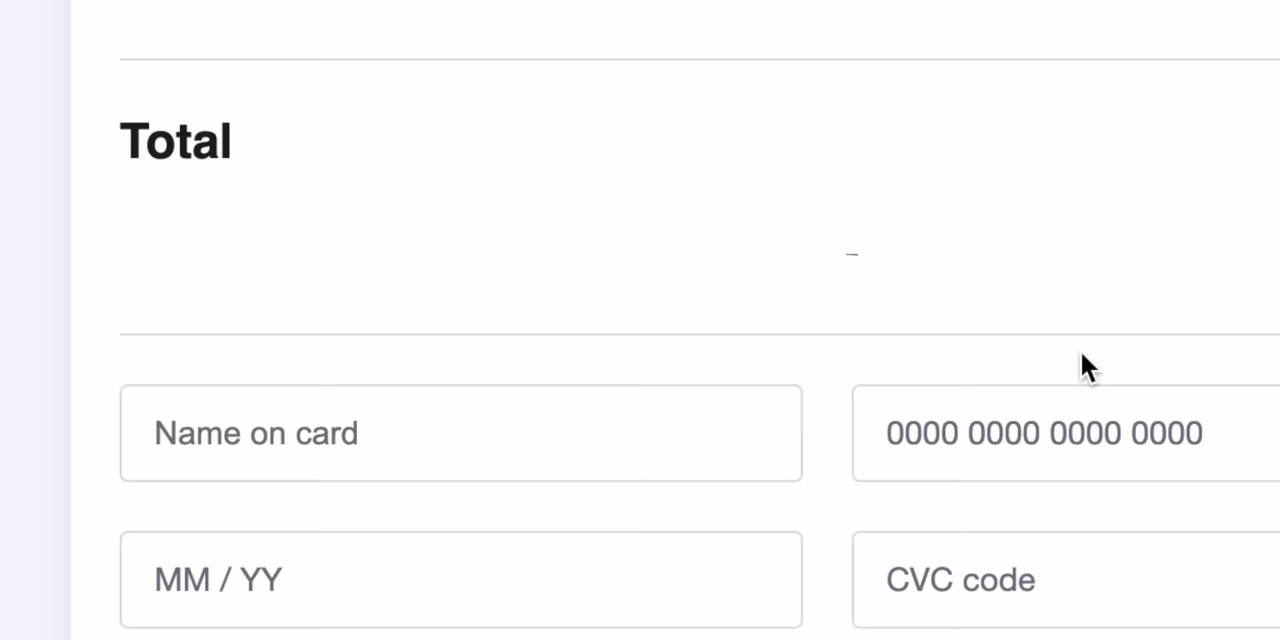 Total
Name on card
0000 0000 0000 0000
MM / YY
CVC code